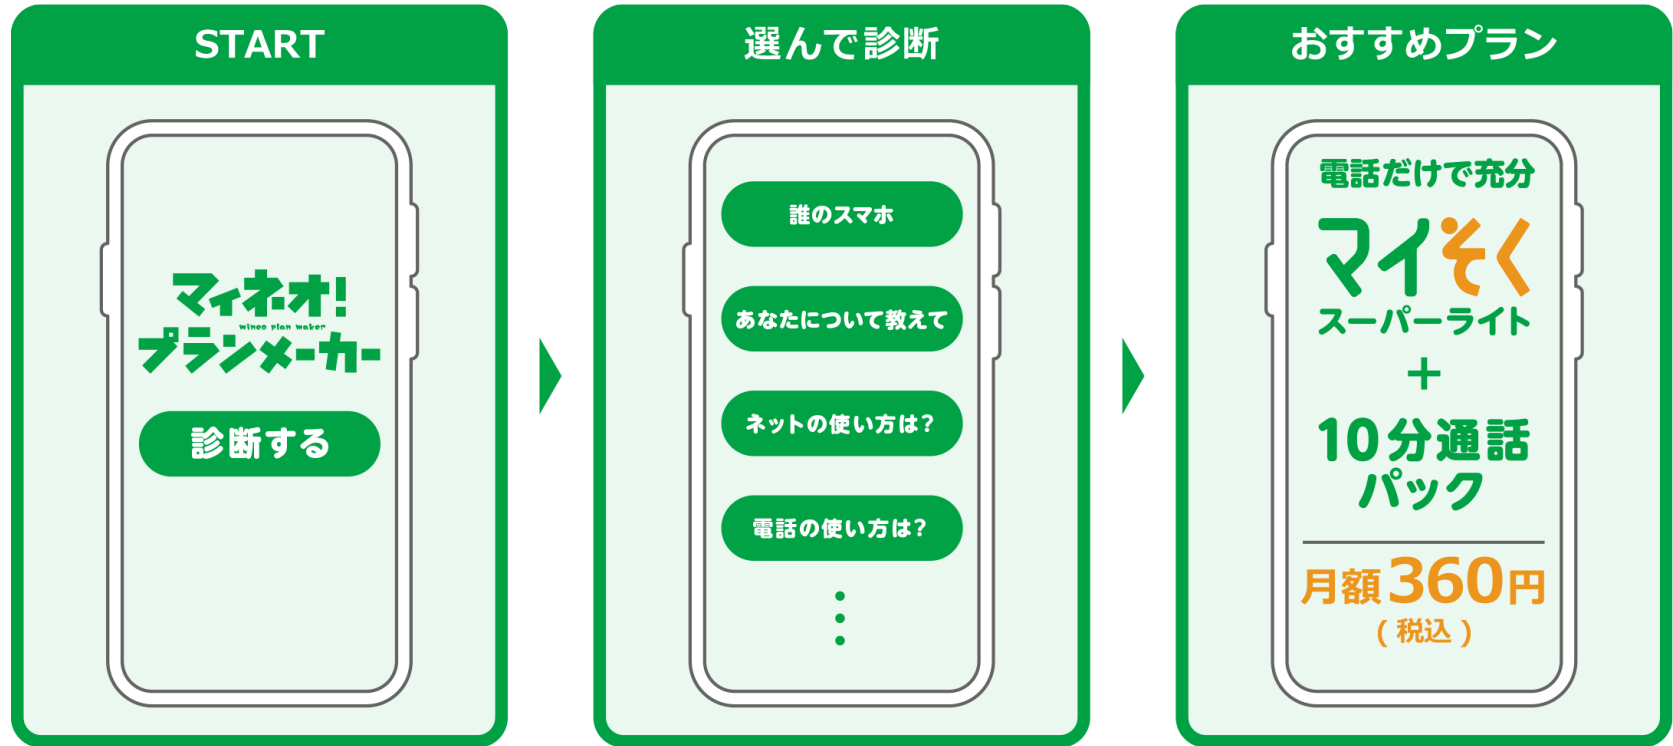 START
マイネオ!
wineo plan waker
プランメーカー
診断する
選んで診断
誰のスマホ
あなたについて教えて
ネットの使い方は?
電話の使い方は?
おすすめプラン
電話だけで充分
マイそく
スーパーライト
+
10分通話
パック
月額360円
(税込)